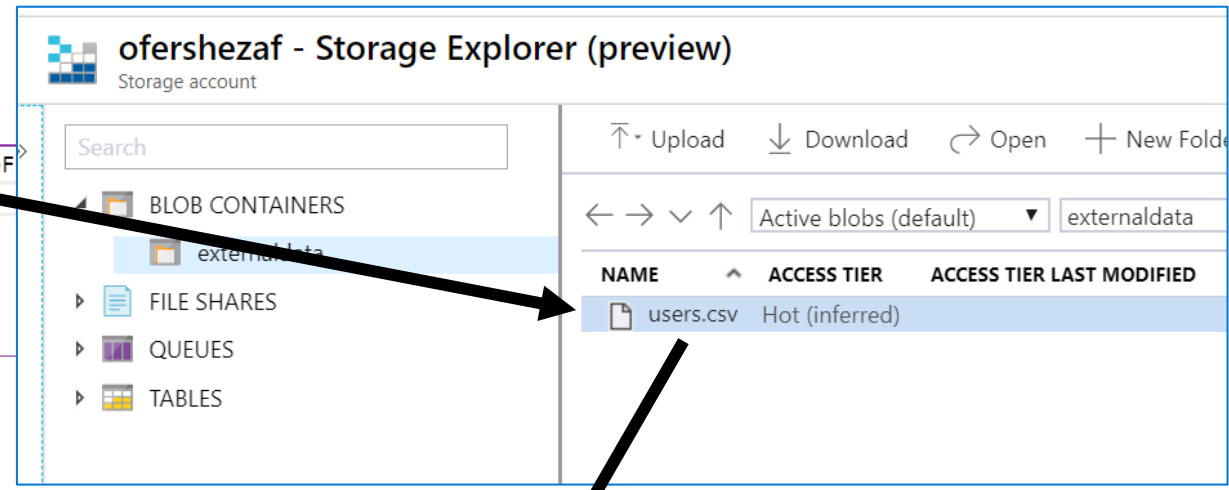 ofershezaf - Storage Explorer (preview)
Storage account
Search
BLOB CONTAINERS
externaldata
FILE SHARES
QUEUES
TABLES
Upload Download Open New Folde
Active blobs (default) externaldata
NAME ACCESS TIER ACCESS TIER LAST MODIFIED
users.csv Hot (inferred)